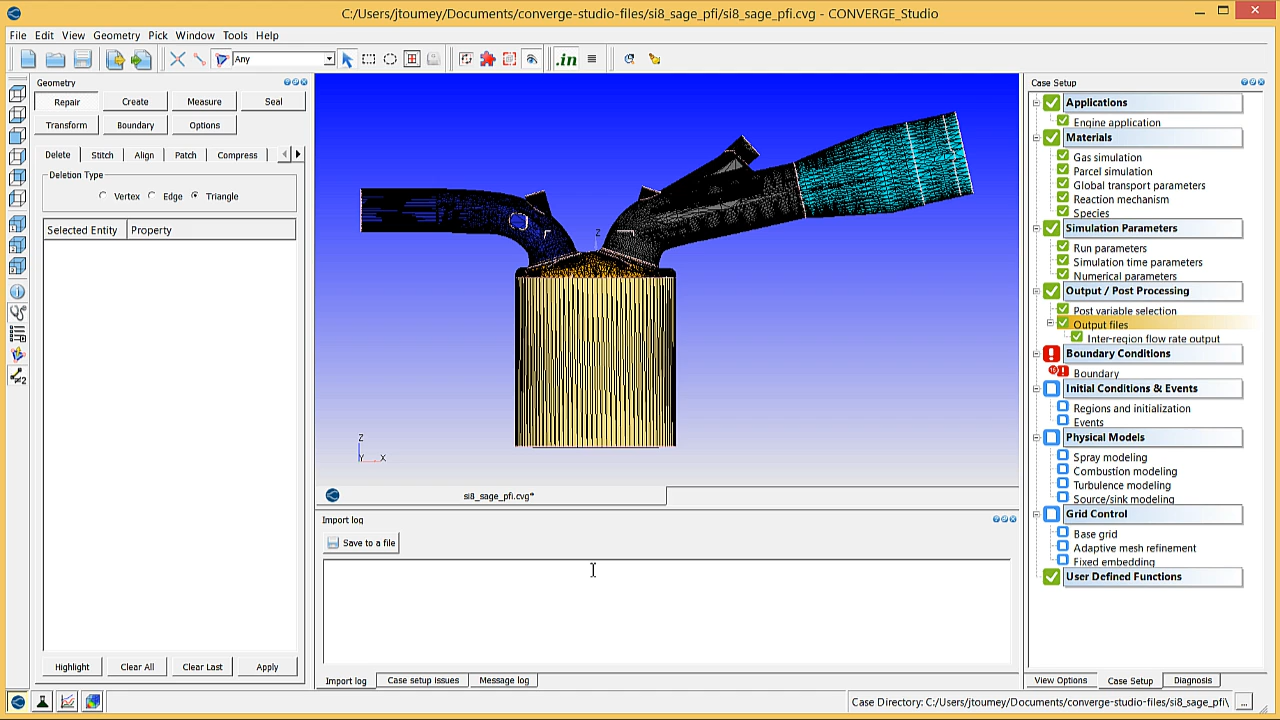 C:/Users/jtoumey/Documents/converge-studio-files/si8_sage_pfi/si8_sage_pfi.cvg - CONVERGE_Studio
File Edit View Geometry Pick Window Tools Help
Any
.in
Geometry
Repair Create Measure Seal
Transform Boundary Options
Delete Stitch Align Patch Compress
Deletion Type
Vertex Edge Triangle
Selected Entity Property
Highlight Clear All Clear Last Apply
Z
Z
Y X
si8_sage_pfi.cvg*
Import log
Save to a file
Import log Case setup issues Message log
Case Setup
Applications
Engine application
Materials
Gas simulation
Parcel simulation
Global transport parameters
Reaction mechanism
Species
Simulation Parameters
Run parameters
Simulation time parameters
Numerical parameters
Output / Post Processing
Post variable selection
Output files
Inter-region flow rate output
Boundary Conditions
Boundary
Initial Conditions & Events
Regions and initialization
Events
Physical Models
Spray modeling
Combustion modeling
Turbulence modeling
Source/sink modeling
Grid Control
Base grid
Adaptive mesh refinement
Fixed embedding
User Defined Functions
View Options Case Setup Diagnosis
Case Directory: C:/Users/jtoumey/Documents/converge-studio-files/si8_sage_pfi\ ...